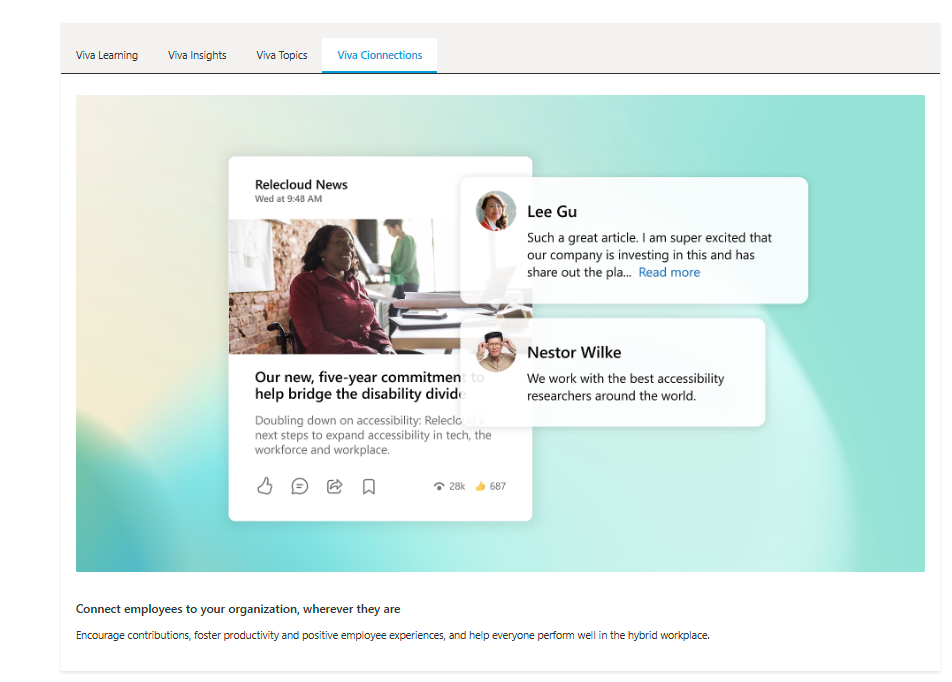 Viva Learning Viva Insights Viva Topics Viva Cionnections
Relecloud News
Wed at 9:48 AM
Lee Gu
Such a great article. I am super excited that
our company is investing in this and has
share out the pla... Read more
Nestor Wilke
We work with the best accessibility
researchers around the world.
Our new, five-year commitment to
help bridge the disability divide
Doubling down on accessibility: Relecloud's
next steps to expand accessibility in tech, the
workforce and workplace.
28k 687
Connect employees to your organization, wherever they are
Encourage contributions, foster productivity and positive employee experiences, and help everyone perform well in the hybrid workplace.